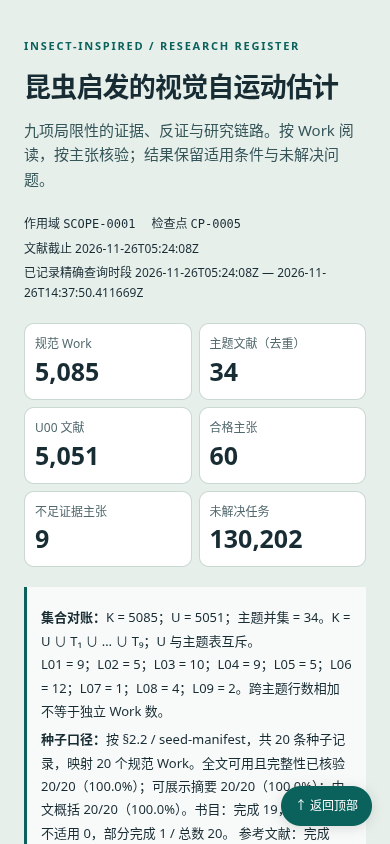 INSECT-INSPIRED / RESEARCH REGISTER
昆虫启发的视觉自运动估计
九项局限性的证据、反证与研究链路。按 Work 阅
读，按主张核验；结果保留适用条件与未解决问
题。
作用域 SCOPE-0001 检查点 CP-0005
文献截止 2026-11-26T05:24:08Z
已记录精确查询时段 2026-11-26T05:24:08Z — 2026-11-
26T14:37:50.411669Z
规范 Work
5,085
主题文献（去重）
34
U00 文献
5,051
合格主张
60
不足证据主张
9
未解决任务
130,202
集合对账：K = 5085；U = 5051；主题并集 = 34。K =
U ∪ T₁ ∪ … ∪ T₉；U 与主题表互斥。
L01 = 9；L02 = 5；L03 = 10；L04 = 9；L05 = 5；L06
= 12；L07 = 1；L08 = 4；L09 = 2。跨主题行数相加
不等于独立 Work 数。
种子口径：按 §2.2 / seed-manifest，共 20 条种子记
录，映射 20 个规范 Work。全文可用且完整性已核验
20/20（100.0%）；可展示摘要 20/20（100.0%）；中
文概括 20/20（100.0%）。书目：完成 19，
不适用 0，部分完成 1 / 总数 20。 参考文献：完成
↑ 返回顶部